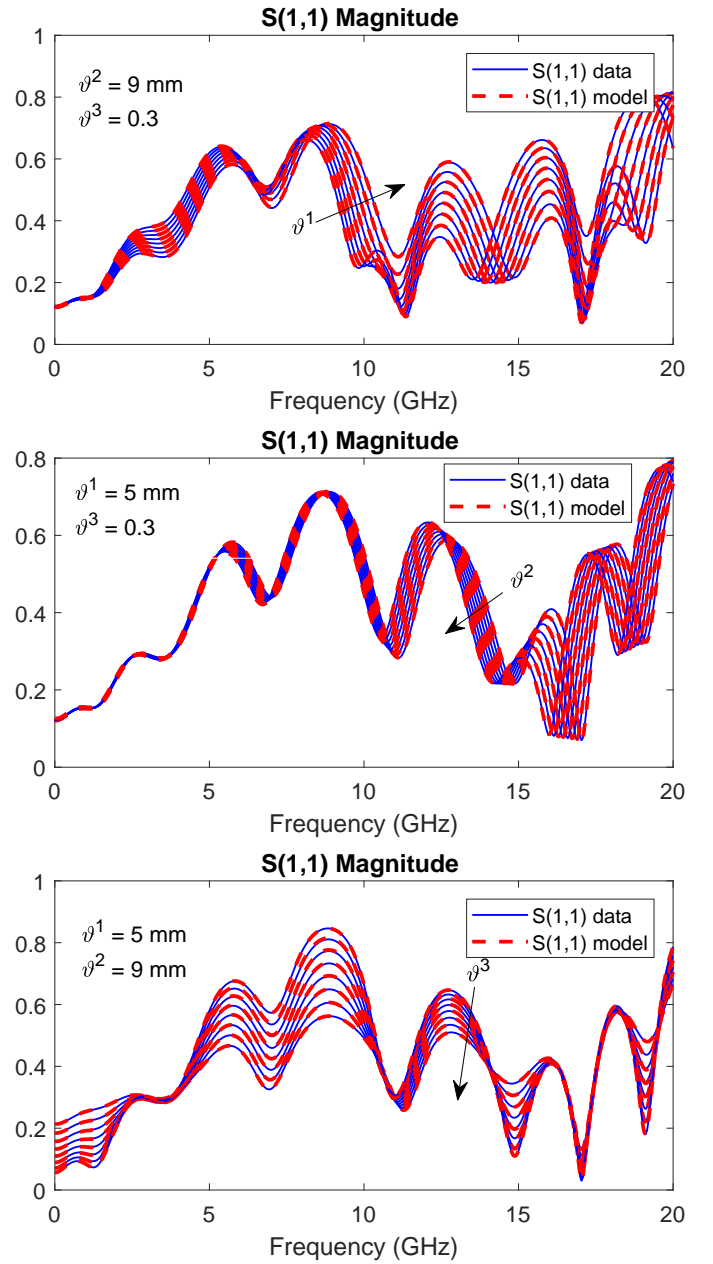 S(1,1) Magnitude
1
0.8
0.6
0.4
0.2
0
ϑ² = 9 mm
ϑ³ = 0.3
S(1,1) data
S(1,1) model
ϑ¹
0 5 10 15 20
Frequency (GHz)
S(1,1) Magnitude
0.8
0.6
0.4
0.2
0
ϑ¹ = 5 mm
ϑ³ = 0.3
S(1,1) data
S(1,1) model
ϑ²
0 5 10 15 20
Frequency (GHz)
S(1,1) Magnitude
1
0.8
0.6
0.4
0.2
0
ϑ¹ = 5 mm
ϑ² = 9 mm
S(1,1) data
S(1,1) model
ϑ³
0 5 10 15 20
Frequency (GHz)